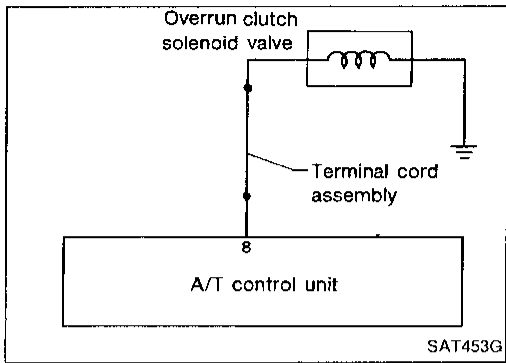 Overrun clutch
solenoid valve
Terminal cord
assembly
8
A/T control unit
SAT453G